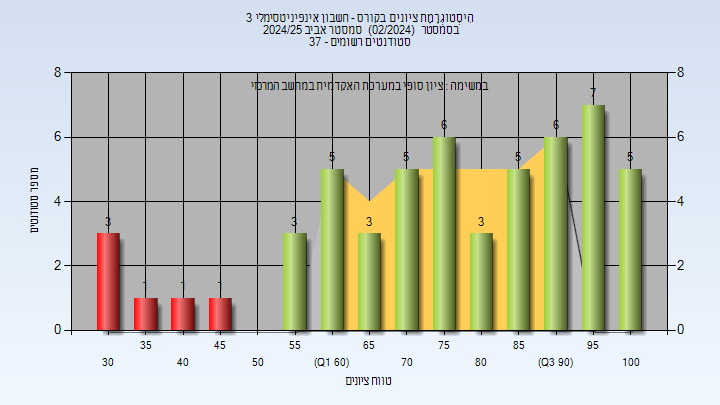 הִיסטוֹגרָמַת ציונים בקורס - חשבון אינפיניטסימלי 3
בסמסטר (02/2024) סמסטר אביב 2024/25
סטודנטים רשומים - 37
במשימה : ציון סופי במערכת האקדמית במחשב המרכזי
8 8
7
6 6 6 6
5 5 5 5
4 4
3 3 3 3
2 2
1 1 1
0 0
מספר סטודנטים
35 45 55 65 75 85 95
30 40 50 (Q1 60) 70 80 (Q3 90) 100
טווח ציונים